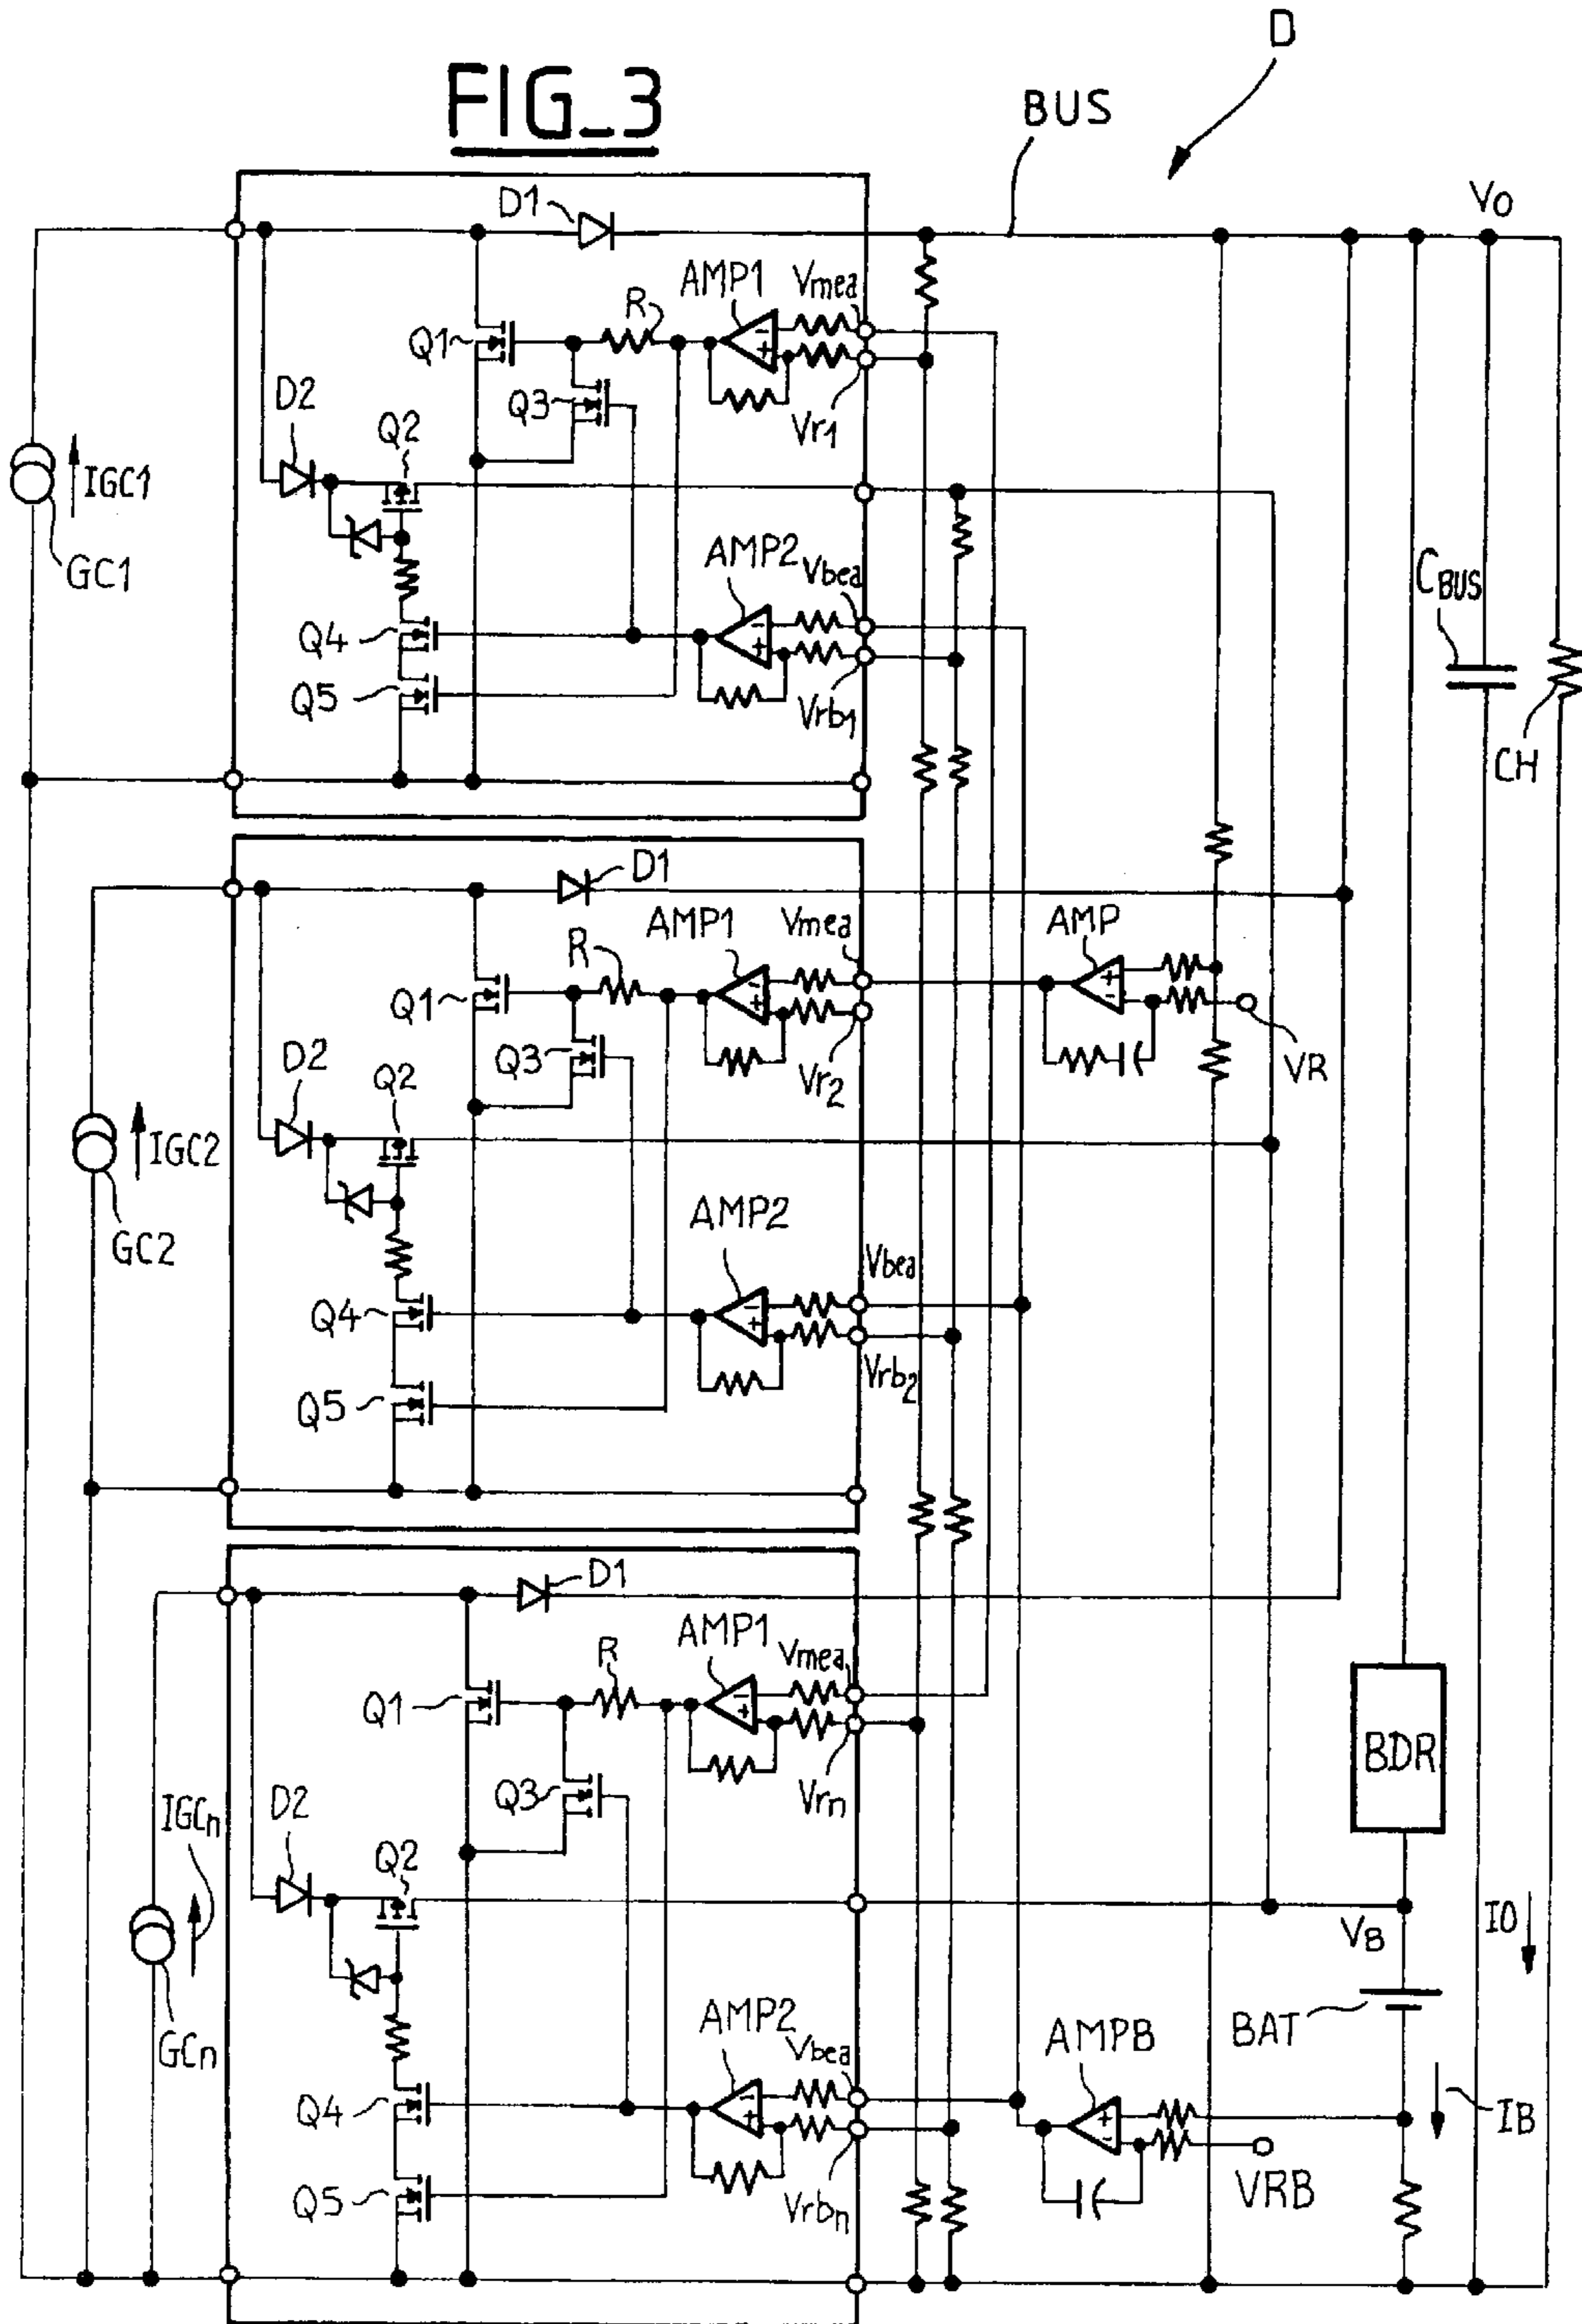 D
FIG_3
BUS
Vo
D1
AMP1
Vmea
R
Q1
Q3
D2
Q2
Vr1
IGC1
GC1
AMP2
Vbea
CBUS
Q4
Q5
Vrb1
CH
D1
AMP1
Vmea
AMP
R
Q1
Q3
D2
Q2
Vr2
VR
IGC2
GC2
AMP2
Vbea
Q4
Vrb2
Q5
D1
AMP1
R
Vmea
Q1
BDR
Q3
Vrn
IGCn
D2
Q2
VB
IO
GCn
AMP2
Vbea
AMPB
BAT
Q4
IB
Q5
Vrbn
VRB